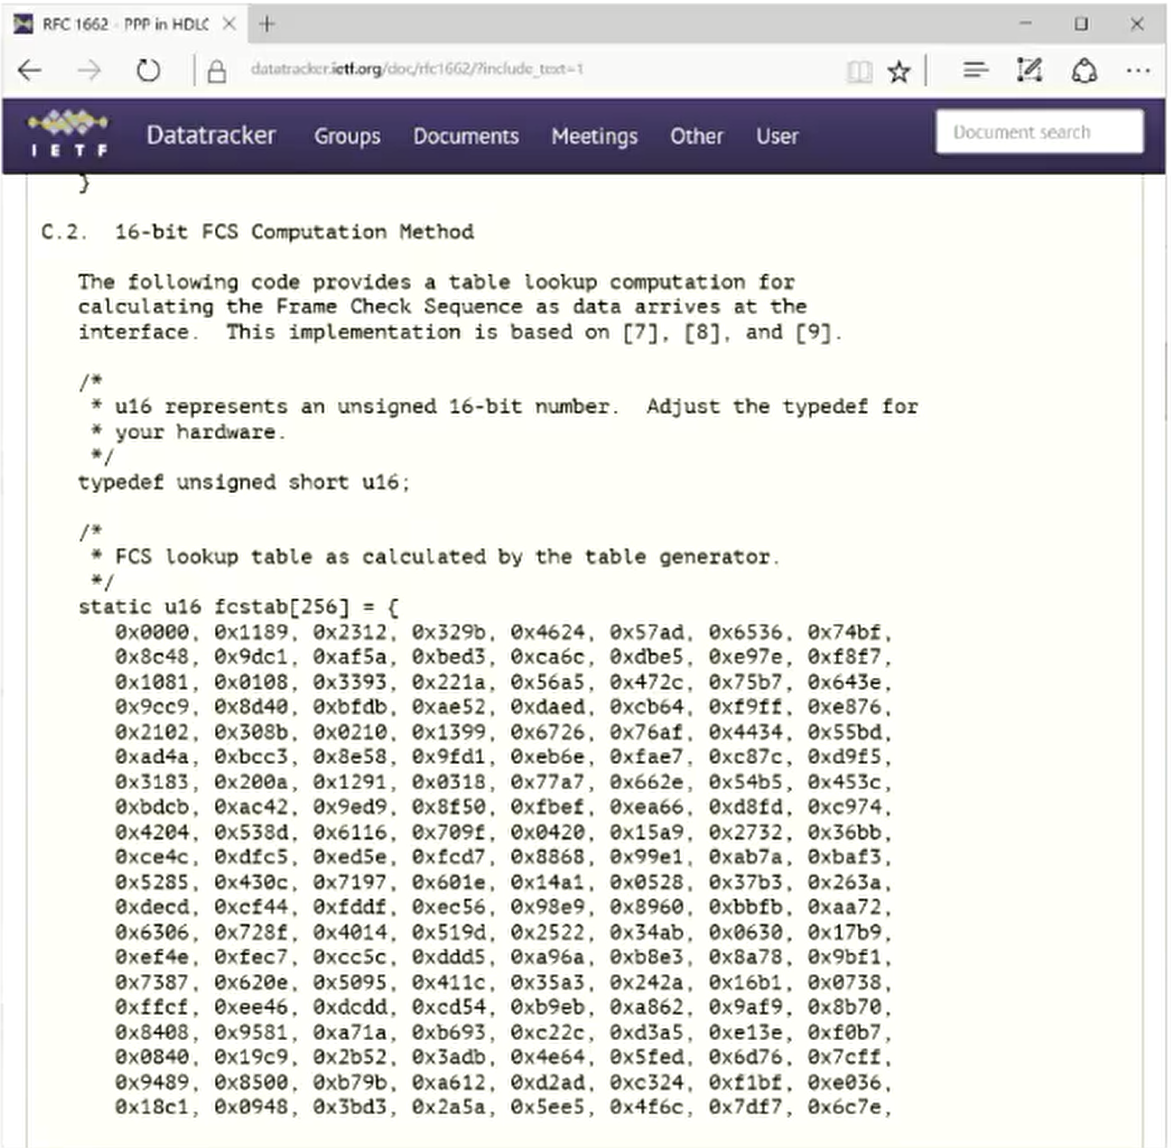 RFC 1662 - PPP in HDLC
datatracker.ietf.org/doc/rfc1662/?include_text=1
IETF
Datatracker Groups Documents Meetings Other User Document search
}
C.2. 16-bit FCS Computation Method
The following code provides a table lookup computation for
calculating the Frame Check Sequence as data arrives at the
interface. This implementation is based on [7], [8], and [9].
/*
* u16 represents an unsigned 16-bit number. Adjust the typedef for
* your hardware.
*/
typedef unsigned short u16;
/*
* FCS lookup table as calculated by the table generator.
*/
static u16 fcstab[256] = {
0x0000, 0x1189, 0x2312, 0x329b, 0x4624, 0x57ad, 0x6536, 0x74bf,
0x8c48, 0x9dc1, 0xaf5a, 0xbed3, 0xca6c, 0xdbe5, 0xe97e, 0xf8f7,
0x1081, 0x0108, 0x3393, 0x221a, 0x56a5, 0x472c, 0x75b7, 0x643e,
0x9cc9, 0x8d40, 0xbfdb, 0xae52, 0xdaed, 0xcb64, 0xf9ff, 0xe876,
0x2102, 0x308b, 0x0210, 0x1399, 0x6726, 0x76af, 0x4434, 0x55bd,
0xad4a, 0xbcc3, 0x8e58, 0x9fd1, 0xeb6e, 0xfae7, 0xc87c, 0xd9f5,
0x3183, 0x200a, 0x1291, 0x0318, 0x77a7, 0x662e, 0x54b5, 0x453c,
0xbdcb, 0xac42, 0x9ed9, 0x8f50, 0xfbef, 0xea66, 0xd8fd, 0xc974,
0x4204, 0x538d, 0x6116, 0x709f, 0x0420, 0x15a9, 0x2732, 0x36bb,
0xce4c, 0xdfc5, 0xed5e, 0xfcd7, 0x8868, 0x99e1, 0xab7a, 0xbaf3,
0x5285, 0x430c, 0x7197, 0x601e, 0x14a1, 0x0528, 0x37b3, 0x263a,
0xdecd, 0xcf44, 0xfddf, 0xec56, 0x98e9, 0x8960, 0xbbfb, 0xaa72,
0x6306, 0x728f, 0x4014, 0x519d, 0x2522, 0x34ab, 0x0630, 0x17b9,
0xef4e, 0xfec7, 0xcc5c, 0xddd5, 0xa96a, 0xb8e3, 0x8a78, 0x9bf1,
0x7387, 0x620e, 0x5095, 0x411c, 0x35a3, 0x242a, 0x16b1, 0x0738,
0xffcf, 0xee46, 0xdcdd, 0xcd54, 0xb9eb, 0xa862, 0x9af9, 0x8b70,
0x8408, 0x9581, 0xa71a, 0xb693, 0xc22c, 0xd3a5, 0xe13e, 0xf0b7,
0x0840, 0x19c9, 0x2b52, 0x3adb, 0x4e64, 0x5fed, 0x6d76, 0x7cff,
0x9489, 0x8500, 0xb79b, 0xa612, 0xd2ad, 0xc324, 0xf1bf, 0xe036,
0x18c1, 0x0948, 0x3bd3, 0x2a5a, 0x5ee5, 0x4f6c, 0x7df7, 0x6c7e,